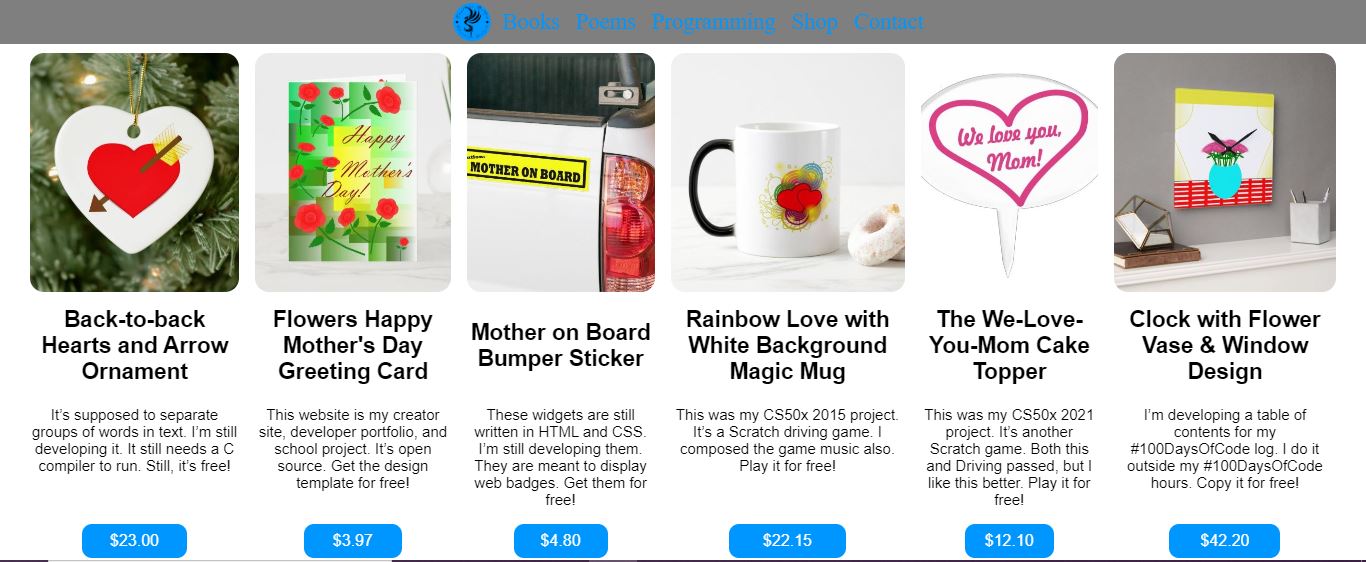 Books Poems Programming Shop Contact
Happy
Mother's
Day!
MOTHER ON BOARD
We love you,
Mom!
Back-to-back
Hearts and Arrow
Ornament
Flowers Happy
Mother's Day
Greeting Card
Mother on Board
Bumper Sticker
Rainbow Love with
White Background
Magic Mug
The We-Love-
You-Mom Cake
Topper
Clock with Flower
Vase & Window
Design
It’s supposed to separate
groups of words in text. I’m still
developing it. It still needs a C
compiler to run. Still, it’s free!
This website is my creator
site, developer portfolio, and
school project. It’s open
source. Get the design
template for free!
These widgets are still
written in HTML and CSS.
I’m still developing them.
They are meant to display
web badges. Get them for
free!
This was my CS50x 2015 project.
It’s a Scratch driving game. I
composed the game music also.
Play it for free!
This was my CS50x 2021
project. It’s another
Scratch game. Both this
and Driving passed, but I
like this better. Play it for
free!
I’m developing a table of
contents for my
#100DaysOfCode log. I do it
outside my #100DaysOfCode
hours. Copy it for free!
$23.00
$3.97
$4.80
$22.15
$12.10
$42.20